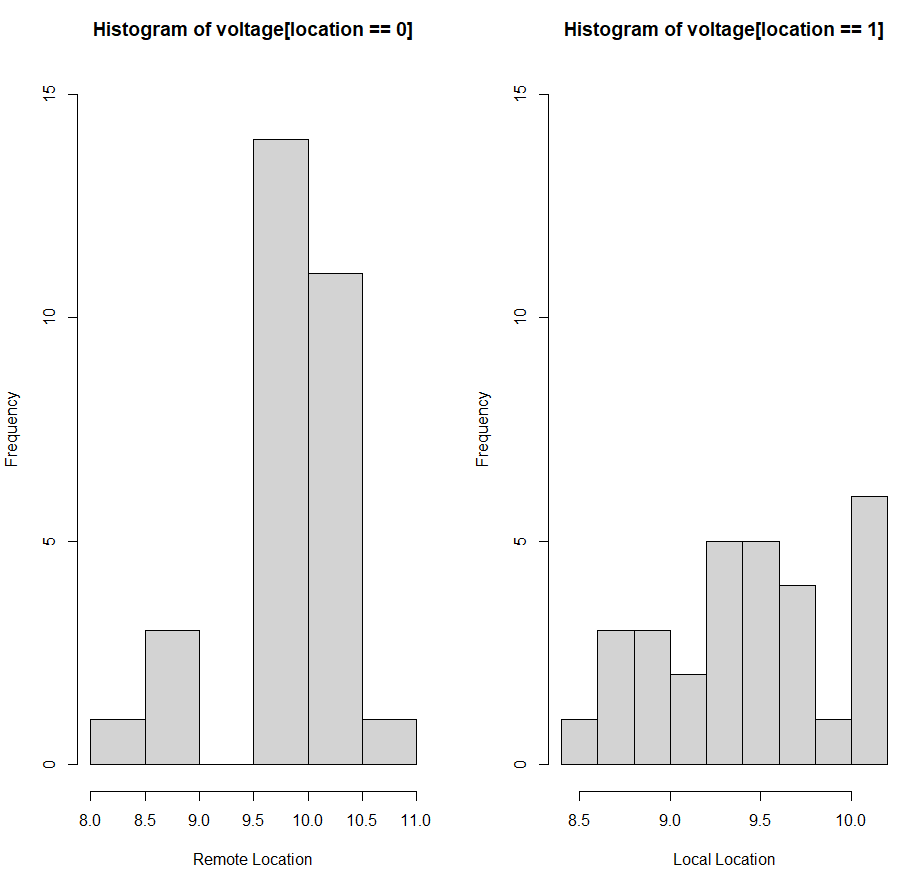 Histogram of voltage[location == 0]
Frequency
15
10
5
0
8.0 8.5 9.0 9.5 10.0 10.5 11.0
Remote Location
Histogram of voltage[location == 1]
Frequency
15
10
5
0
8.5 9.0 9.5 10.0
Local Location